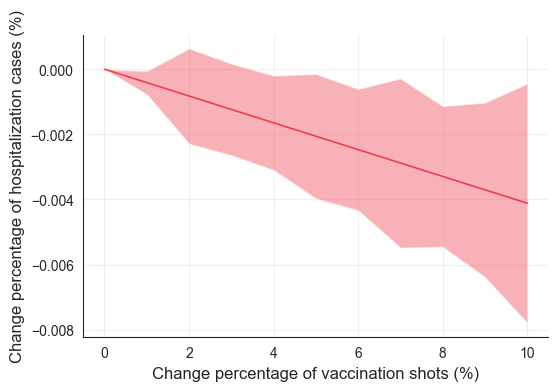 Change percentage of hospitalization cases (%)
0.000
−0.002
−0.004
−0.006
−0.008
0 2 4 6 8 10
Change percentage of vaccination shots (%)